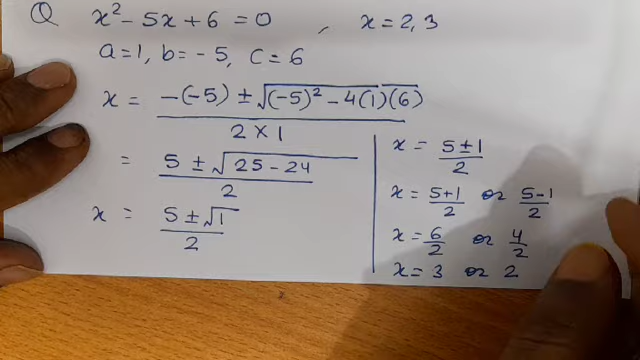 Q x² - 5x + 6 = 0 , x = 2, 3
a = 1, b = -5, c = 6
x = (-(-5) ± √((-5)² - 4(1)(6))) / (2 × 1)
= (5 ± √(25 - 24)) / 2
x = (5 ± √1) / 2
x = (5 ± 1) / 2
x = (5 + 1) / 2 or (5 - 1) / 2
x = 6/2 or 4/2
x = 3 or 2